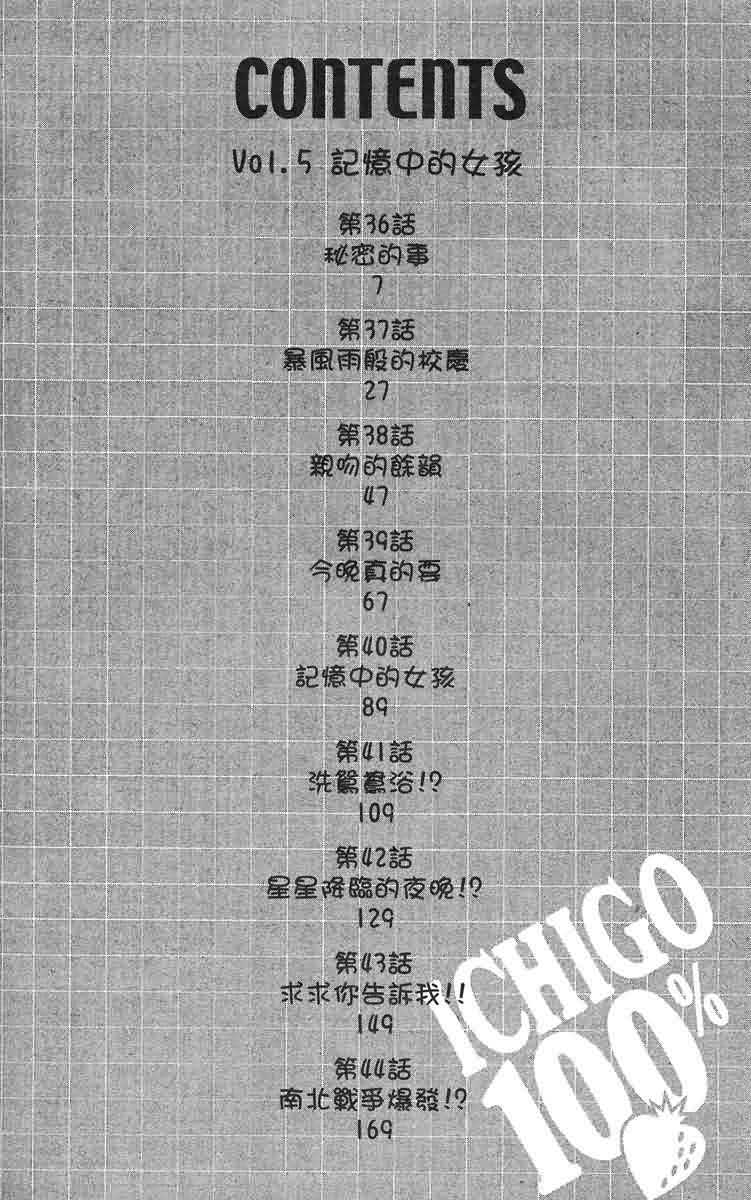 CONTENTS
Vol.5 記憶中的女孩
第36話
秘密的事
7
第37話
暴風雨般的校慶
27
第38話
親吻的餘韻
47
第39話
今晚真的要
67
第40話
記憶中的女孩
89
第41話
洗鴛鴦浴!?
109
第42話
星星降臨的夜晚!?
129
第43話
求求你告訴我!!
149
第44話
南北戰爭爆發!?
169
ICHIGO
100%